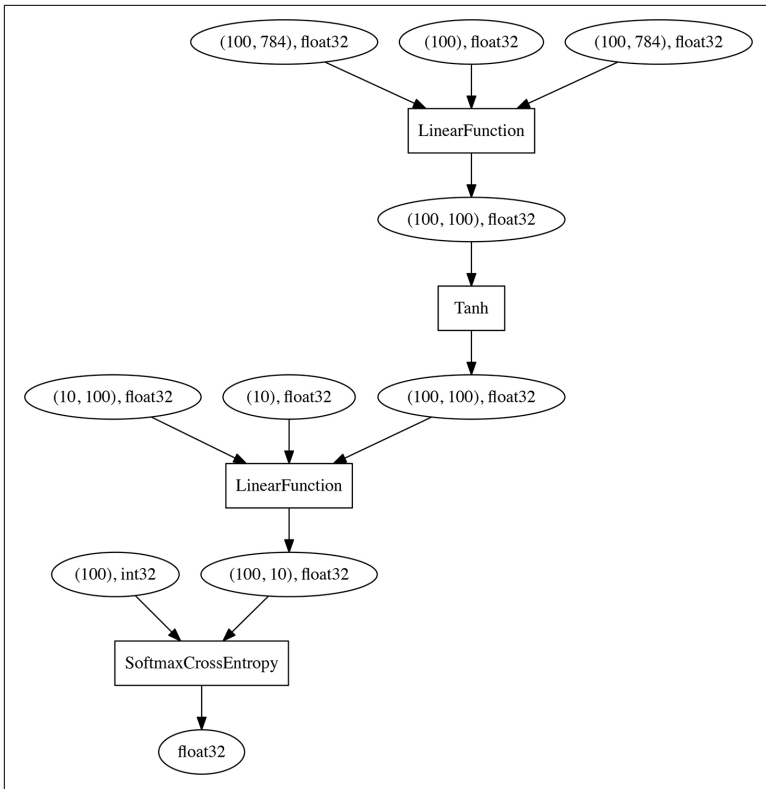 (100, 784), float32 (100), float32 (100, 784), float32
LinearFunction
(100, 100), float32
Tanh
(10, 100), float32 (10), float32 (100, 100), float32
LinearFunction
(100), int32 (100, 10), float32
SoftmaxCrossEntropy
float32